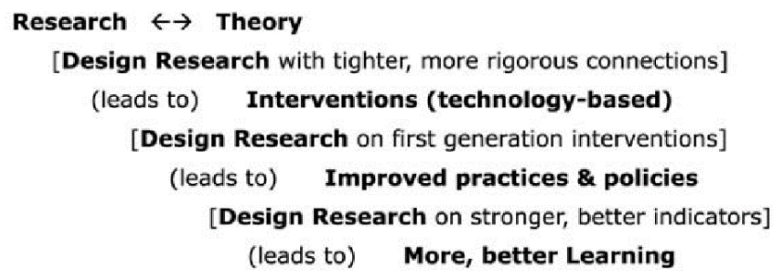 Research ←→ Theory
[Design Research with tighter, more rigorous connections]
(leads to) Interventions (technology-based)
[Design Research on first generation interventions]
(leads to) Improved practices & policies
[Design Research on stronger, better indicators]
(leads to) More, better Learning